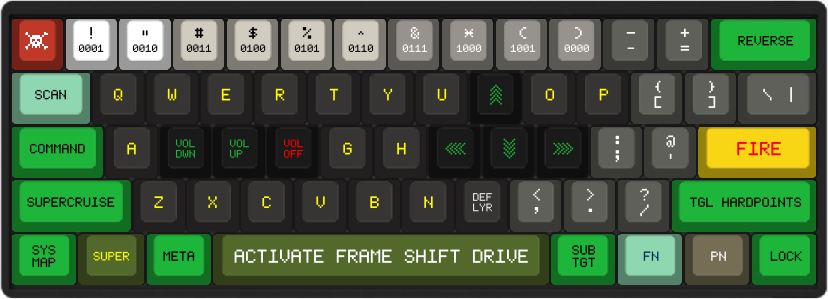 ! " # $ % ^ & * ( ) - +
0001 0010 0011 0100 0101 0110 0111 1000 1001 0000 - = REVERSE
SCAN Q W E R T Y U O P { [ } ] \ |
COMMAND A VOL DWN VOL UP VOL OFF G H : ; @ ' FIRE
SUPERCRUISE Z X C V B N DEF LYR < , > . ? / TGL HARDPOINTS
SYS MAP SUPER META ACTIVATE FRAME SHIFT DRIVE SUB TGT FN PN LOCK